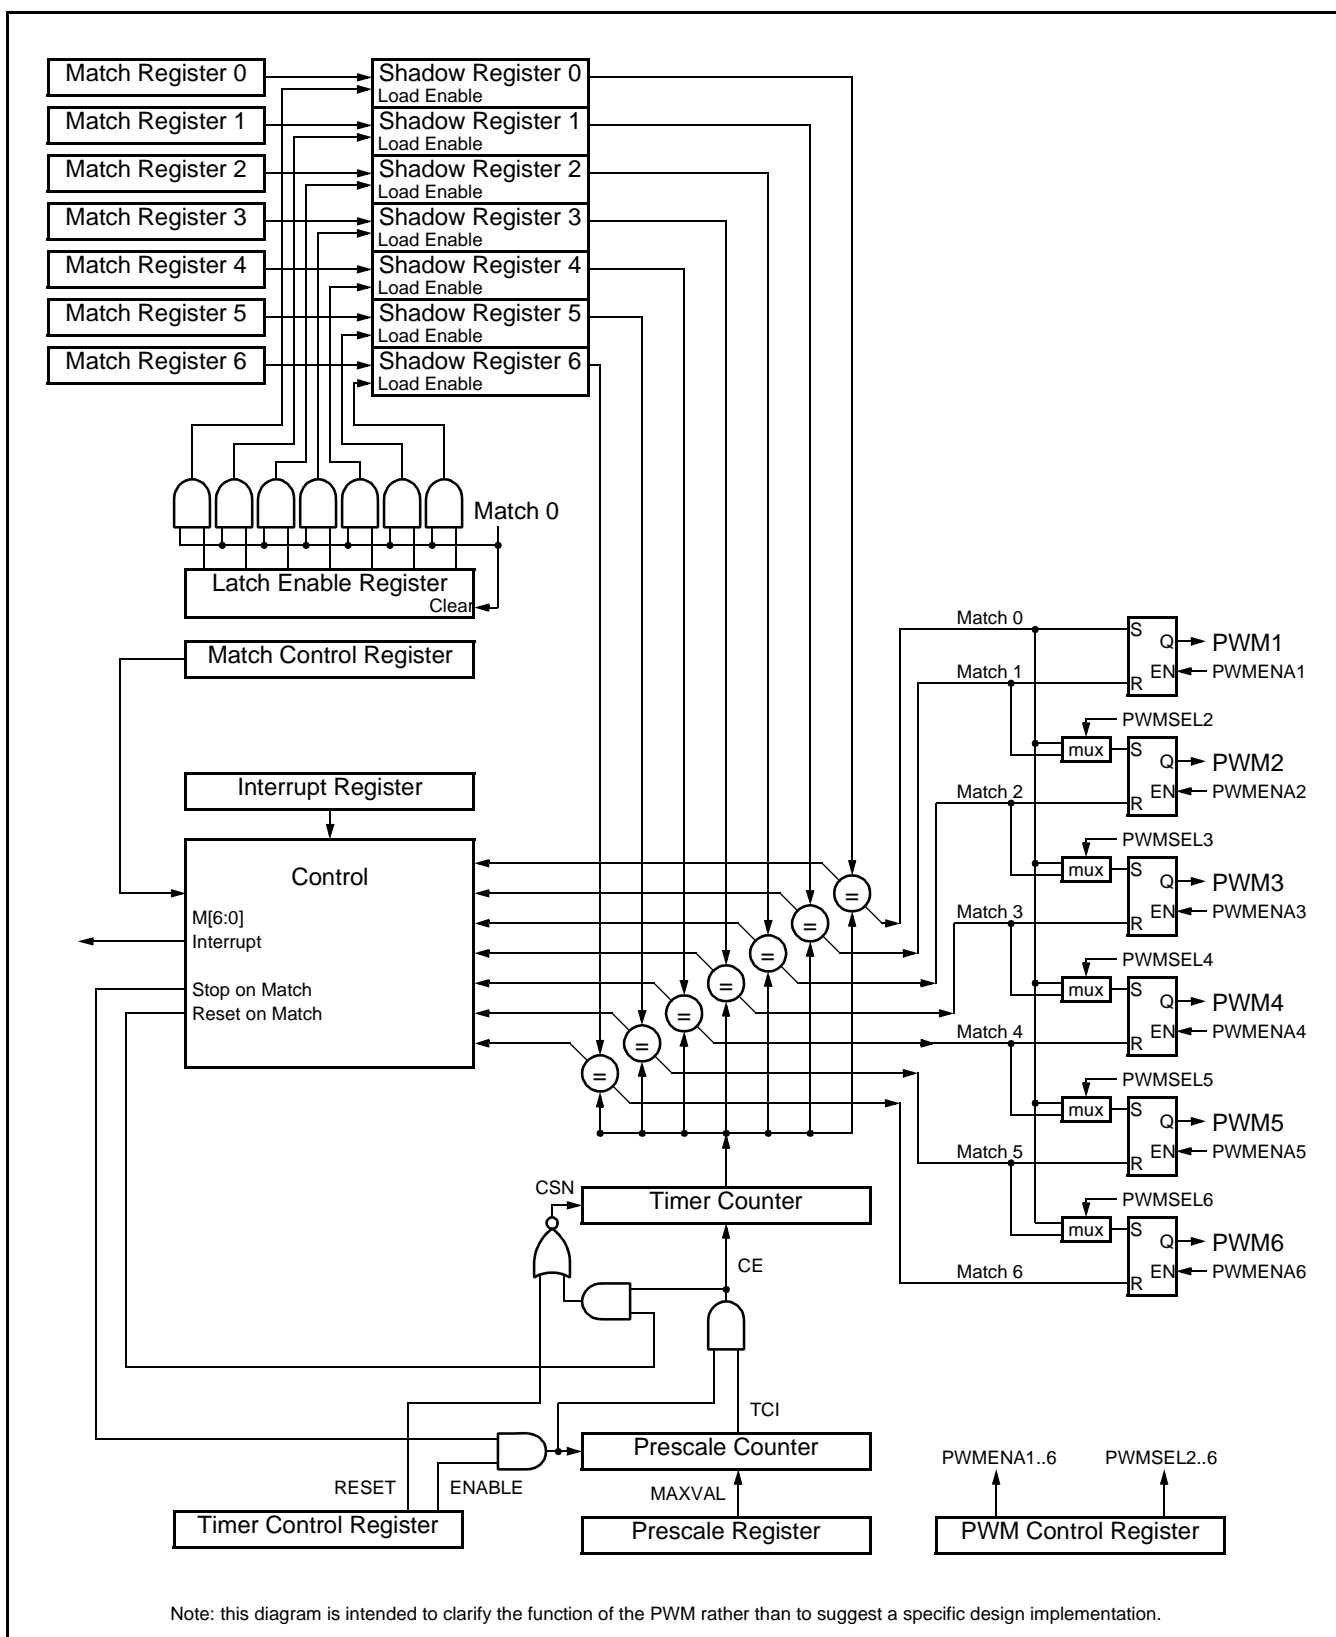 Match Register 0
Shadow Register 0
Load Enable
Match Register 1
Shadow Register 1
Load Enable
Match Register 2
Shadow Register 2
Load Enable
Match Register 3
Shadow Register 3
Load Enable
Match Register 4
Shadow Register 4
Load Enable
Match Register 5
Shadow Register 5
Load Enable
Match Register 6
Shadow Register 6
Load Enable
Match 0
Latch Enable Register
Clear
Match Control Register
Interrupt Register
Control
M[6:0]
Interrupt
Stop on Match
Reset on Match
=
=
=
=
=
=
=
Match 0
S
Q
PWM1
Match 1
EN
PWMENA1
R
PWMSEL2
mux
S
Q
PWM2
Match 2
EN
PWMENA2
R
PWMSEL3
mux
S
Q
PWM3
Match 3
EN
PWMENA3
R
PWMSEL4
mux
S
Q
PWM4
Match 4
EN
PWMENA4
R
PWMSEL5
mux
S
Q
PWM5
Match 5
EN
PWMENA5
R
PWMSEL6
mux
S
Q
PWM6
Match 6
EN
PWMENA6
R
CSN
Timer Counter
CE
TCI
Prescale Counter
RESET
ENABLE
MAXVAL
Timer Control Register
Prescale Register
PWMENA1..6
PWMSEL2..6
PWM Control Register
Note: this diagram is intended to clarify the function of the PWM rather than to suggest a specific design implementation.